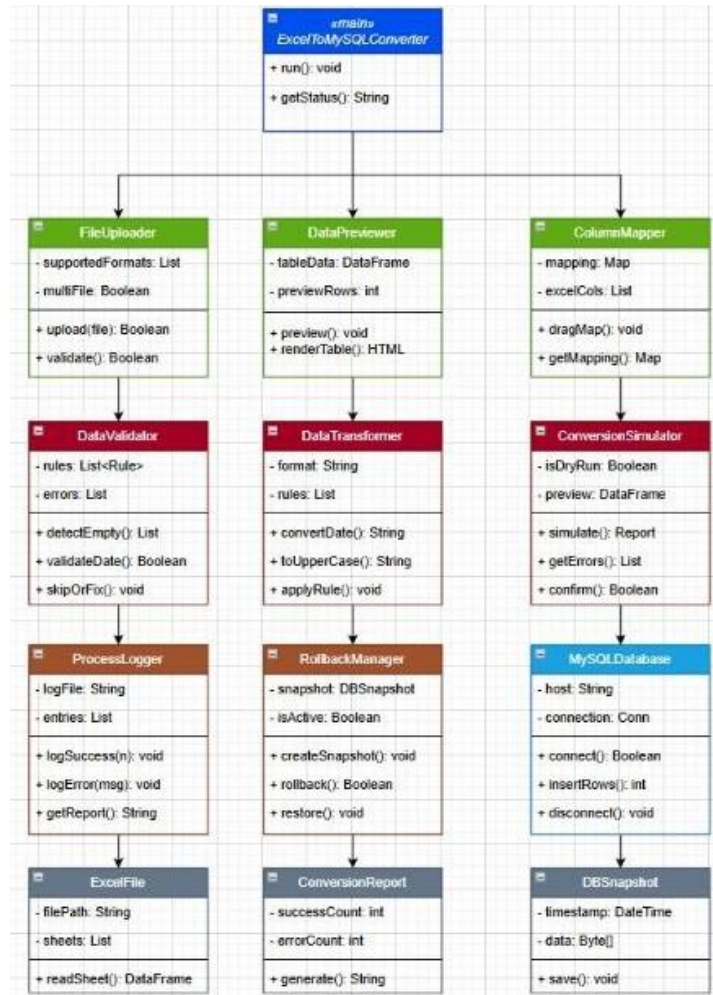 «main»
ExcelToMySQLConverter
+ run(): void
+ getStatus(): String
FileUploader
- supportedFormats: List
- multiFile: Boolean
+ upload(file): Boolean
+ validate(): Boolean
DataPreviewer
- tableData: DataFrame
- previewRows: int
+ preview(): void
+ renderTable(): HTML
ColumnMapper
- mapping: Map
- excelCols: List
+ dragMap(): void
+ getMapping(): Map
DataValidator
- rules: List<Rule>
- errors: List
+ detectEmpty(): List
+ validateDate(): Boolean
+ skipOrFix(): void
DataTransformer
- format: String
- rules: List
+ convertDate(): String
+ toUpperCase(): String
+ applyRule(): void
ConversionSimulator
- isDryRun: Boolean
- preview: DataFrame
+ simulate(): Report
+ getErrors(): List
+ confirm(): Boolean
ProcessLogger
- logFile: String
- entries: List
+ logSuccess(n): void
+ logError(msg): void
+ getReport(): String
RollbackManager
- snapshot: DBSnapshot
- isActive: Boolean
+ createSnapshot(): void
+ rollback(): Boolean
+ restore(): void
MySQLDatabase
- host: String
- connection: Conn
+ connect(): Boolean
+ insertRows(): int
+ disconnect(): void
ExcelFile
- filePath: String
- sheets: List
+ readSheet(): DataFrame
ConversionReport
- successCount: int
- errorCount: int
+ generate(): String
DBSnapshot
- timestamp: DateTime
- data: Byte[]
+ save(): void